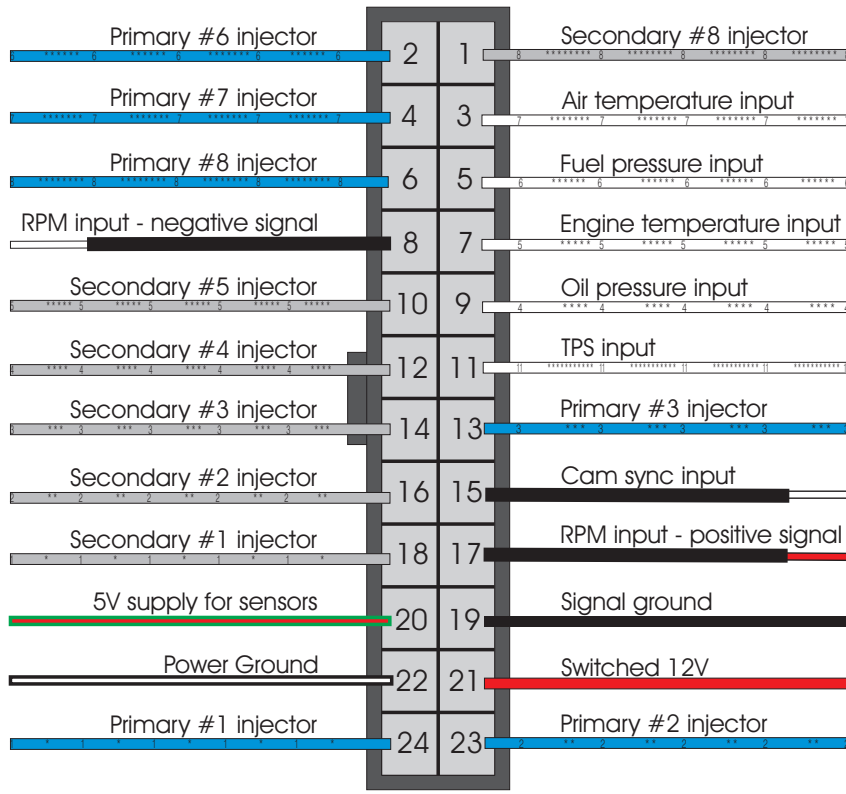 Primary #6 injector 2 1 Secondary #8 injector
Primary #7 injector 4 3 Air temperature input
Primary #8 injector 6 5 Fuel pressure input
RPM input - negative signal 8 7 Engine temperature input
Secondary #5 injector 10 9 Oil pressure input
Secondary #4 injector 12 11 TPS input
Secondary #3 injector 14 13 Primary #3 injector
Secondary #2 injector 16 15 Cam sync input
Secondary #1 injector 18 17 RPM input - positive signal
5V supply for sensors 20 19 Signal ground
Power Ground 22 21 Switched 12V
Primary #1 injector 24 23 Primary #2 injector